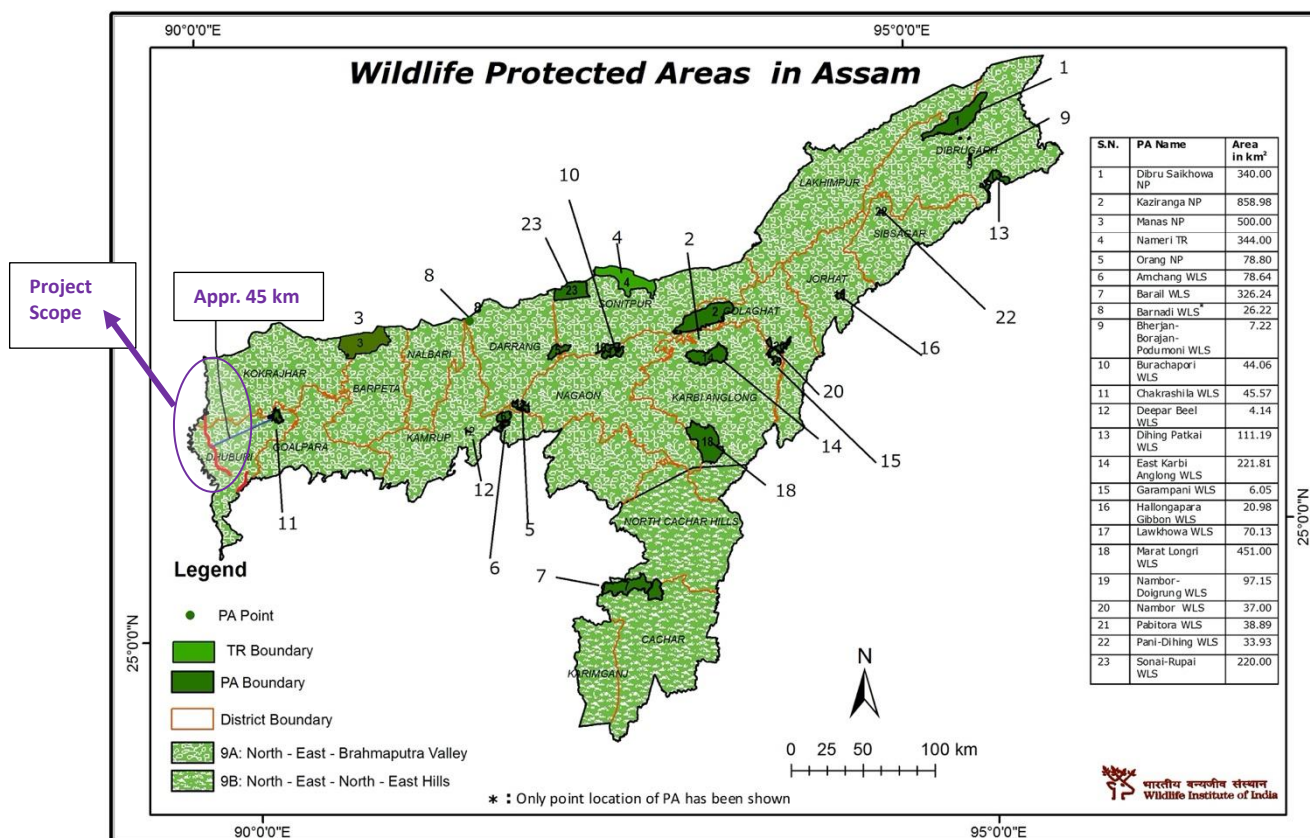 90°0'0"E
95°0'0"E
Wildlife Protected Areas in Assam
1
9
10
23
4
2
8
3
13
22
16
20
15
14
18
12
5
6
11
7
Project
Scope
Appr. 45 km
1
DIBRUGARH
9
LAKHIMPUR
22
SIBSAGAR
JORHAT
23
4
SONITPUR
2
GOLAGHAT
8
3
DARRANG
NALBARI
KOKRAJHAR
BARPETA
NAGAON
KARBI ANGLONG
KAMRUP
GOALPARA
DHUBURI
12
18
NORTH CACHAR HILLS
CACHAR
KARIMGANJ
S.N. PA Name Area in km²
1 Dibru Saikhowa NP 340.00
2 Kaziranga NP 858.98
3 Manas NP 500.00
4 Nameri TR 344.00
5 Orang NP 78.80
6 Amchang WLS 78.64
7 Barail WLS 326.24
8 Barnadi WLS* 26.22
9 Bherjan-Borajan-Podumoni WLS 7.22
10 Burachapori WLS 44.06
11 Chakrashila WLS 45.57
12 Deepar Beel WLS 4.14
13 Dihing Patkai WLS 111.19
14 East Karbi Anglong WLS 221.81
15 Garampani WLS 6.05
16 Hallongapara Gibbon WLS 20.98
17 Lawkhowa WLS 70.13
18 Marat Longri WLS 451.00
19 Nambor-Doigrung WLS 97.15
20 Nambor WLS 37.00
21 Pabitora WLS 38.89
22 Pani-Dihing WLS 33.93
23 Sonai-Rupai WLS 220.00
25°0'0"N
25°0'0"N
Legend
PA Point
TR Boundary
PA Boundary
District Boundary
9A: North - East - Brahmaputra Valley
9B: North - East - North - East Hills
N
0 25 50 100 km
* : Only point location of PA has been shown
भारतीय वन्यजीव संस्थान
Wildlife Institute of India
90°0'0"E
95°0'0"E